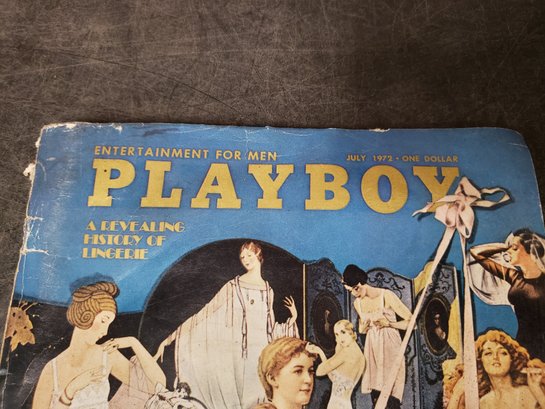 ENTERTAINMENT FOR MEN
JULY 1972 • ONE DOLLAR
PLAYBOY
A REVEALING
HISTORY OF
LINGERIE